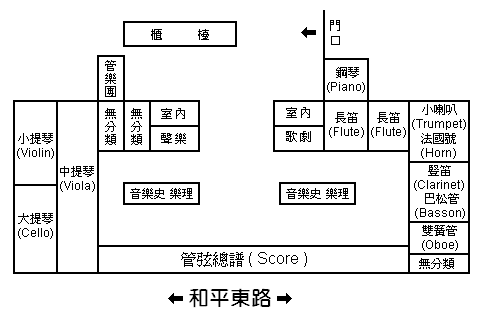 櫃 檯
門
口
管
樂
團
鋼琴
(Piano)
小提琴
(Violin)
大提琴
(Cello)
中提琴
(Viola)
無
分
類
無
分
類
室內
聲樂
室內
歌劇
長笛
(Flute)
長笛
(Flute)
小喇叭
(Trumpet)
法國號
(Horn)
豎笛
(Clarinet)
巴松管
(Basson)
雙簧管
(Oboe)
無分類
音樂史 樂理
音樂史 樂理
管弦總譜 ( Score )
和平東路